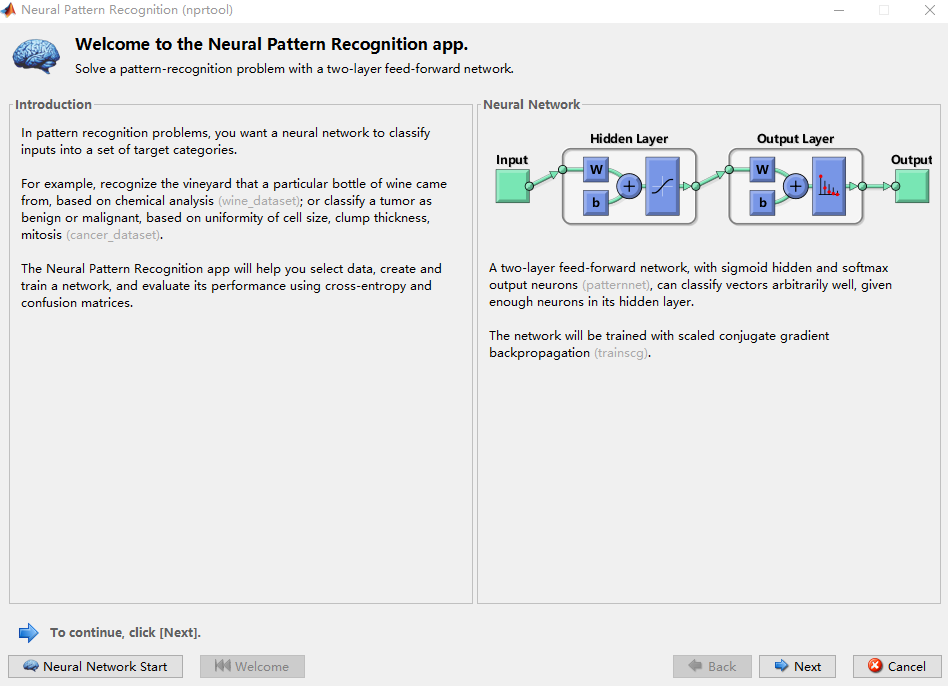 Neural Pattern Recognition (nprtool)
Welcome to the Neural Pattern Recognition app.
Solve a pattern-recognition problem with a two-layer feed-forward network.
Introduction
In pattern recognition problems, you want a neural network to classify
inputs into a set of target categories.
For example, recognize the vineyard that a particular bottle of wine came
from, based on chemical analysis (wine_dataset); or classify a tumor as
benign or malignant, based on uniformity of cell size, clump thickness,
mitosis (cancer_dataset).
The Neural Pattern Recognition app will help you select data, create and
train a network, and evaluate its performance using cross-entropy and
confusion matrices.
Neural Network
Hidden Layer
Output Layer
Input
Output
W
W
b
b
A two-layer feed-forward network, with sigmoid hidden and softmax
output neurons (patternnet), can classify vectors arbitrarily well, given
enough neurons in its hidden layer.
The network will be trained with scaled conjugate gradient
backpropagation (trainscg).
To continue, click [Next].
Neural Network Start
Welcome
Back
Next
Cancel